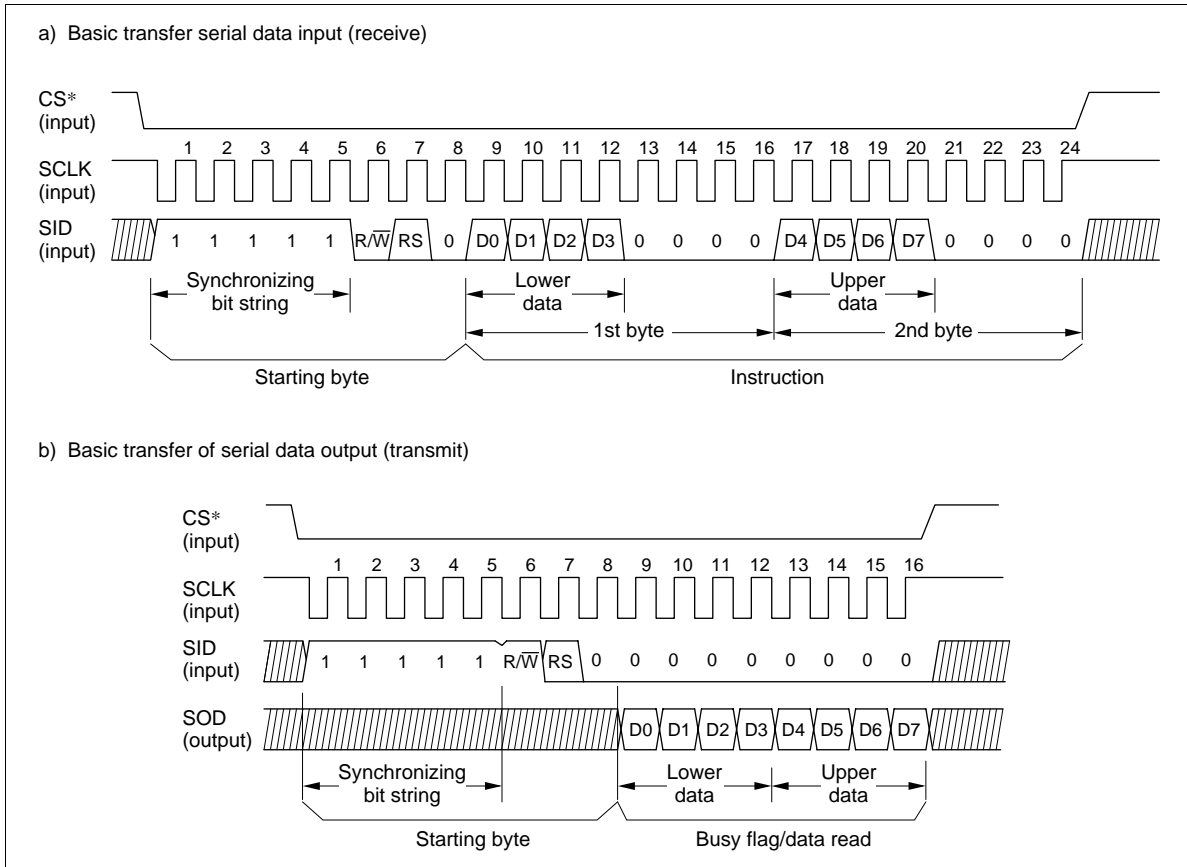 a) Basic transfer serial data input (receive)
CS*
(input)
1 2 3 4 5 6 7 8 9 10 11 12 13 14 15 16 17 18 19 20 21 22 23 24
SCLK
(input)
SID
(input)
1 1 1 1 1 R/W̅ RS 0 D0 D1 D2 D3 0 0 0 0 D4 D5 D6 D7 0 0 0 0
Synchronizing
bit string
Lower
data
Upper
data
1st byte
2nd byte
Starting byte
Instruction
b) Basic transfer of serial data output (transmit)
CS*
(input)
1 2 3 4 5 6 7 8 9 10 11 12 13 14 15 16
SCLK
(input)
SID
(input)
1 1 1 1 1 R/W̅ RS 0 0 0 0 0 0 0 0 0
SOD
(output)
D0 D1 D2 D3 D4 D5 D6 D7
Synchronizing
bit string
Lower
data
Upper
data
Starting byte
Busy flag/data read